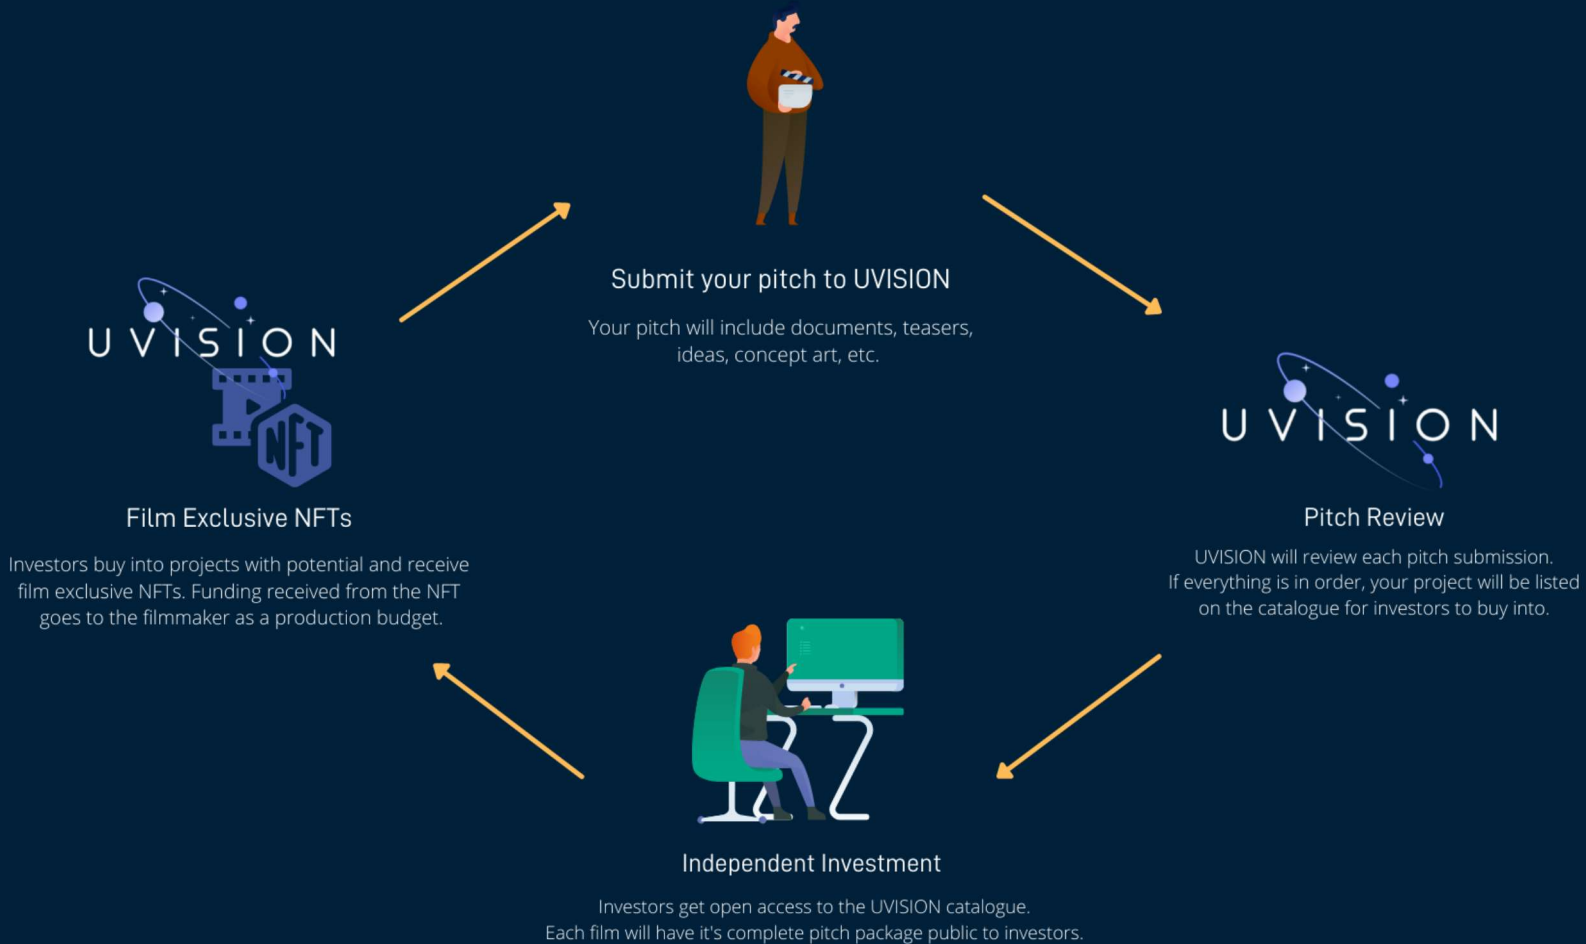 Submit your pitch to UVISION
Your pitch will include documents, teasers,
ideas, concept art, etc.
UVISION
Pitch Review
UVISION will review each pitch submission.
If everything is in order, your project will be listed
on the catalogue for investors to buy into.
Independent Investment
Investors get open access to the UVISION catalogue.
Each film will have it's complete pitch package public to investors.
UVISION
NFT
Film Exclusive NFTs
Investors buy into projects with potential and receive
film exclusive NFTs. Funding received from the NFT
goes to the filmmaker as a production budget.